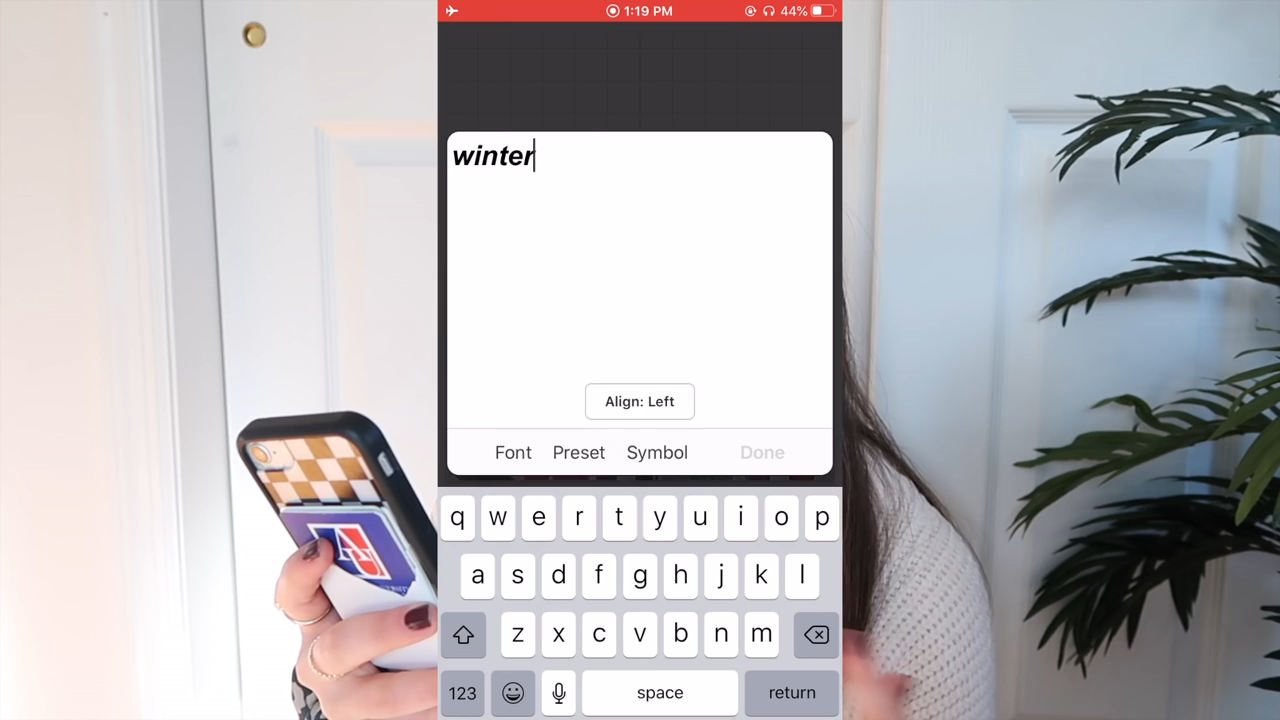 1:19 PM 44%
winter
Align: Left
Font Preset Symbol Done
q w e r t y u i o p
a s d f g h j k l
z x c v b n m
123 space return